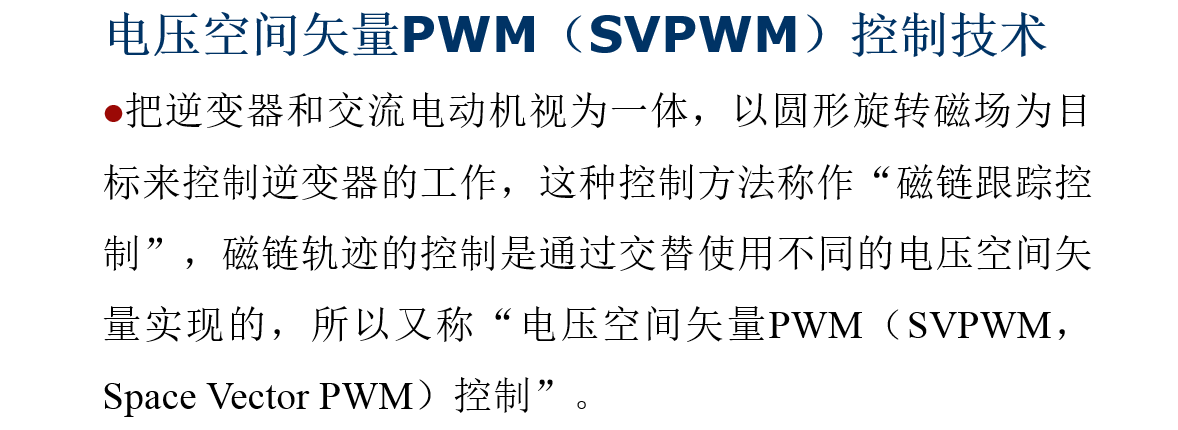 电压空间矢量PWM（SVPWM）控制技术
●把逆变器和交流电动机视为一体，以圆形旋转磁场为目
标来控制逆变器的工作，这种控制方法称作“磁链跟踪控
制”，磁链轨迹的控制是通过交替使用不同的电压空间矢
量实现的，所以又称“电压空间矢量PWM（SVPWM，
Space Vector PWM）控制”。